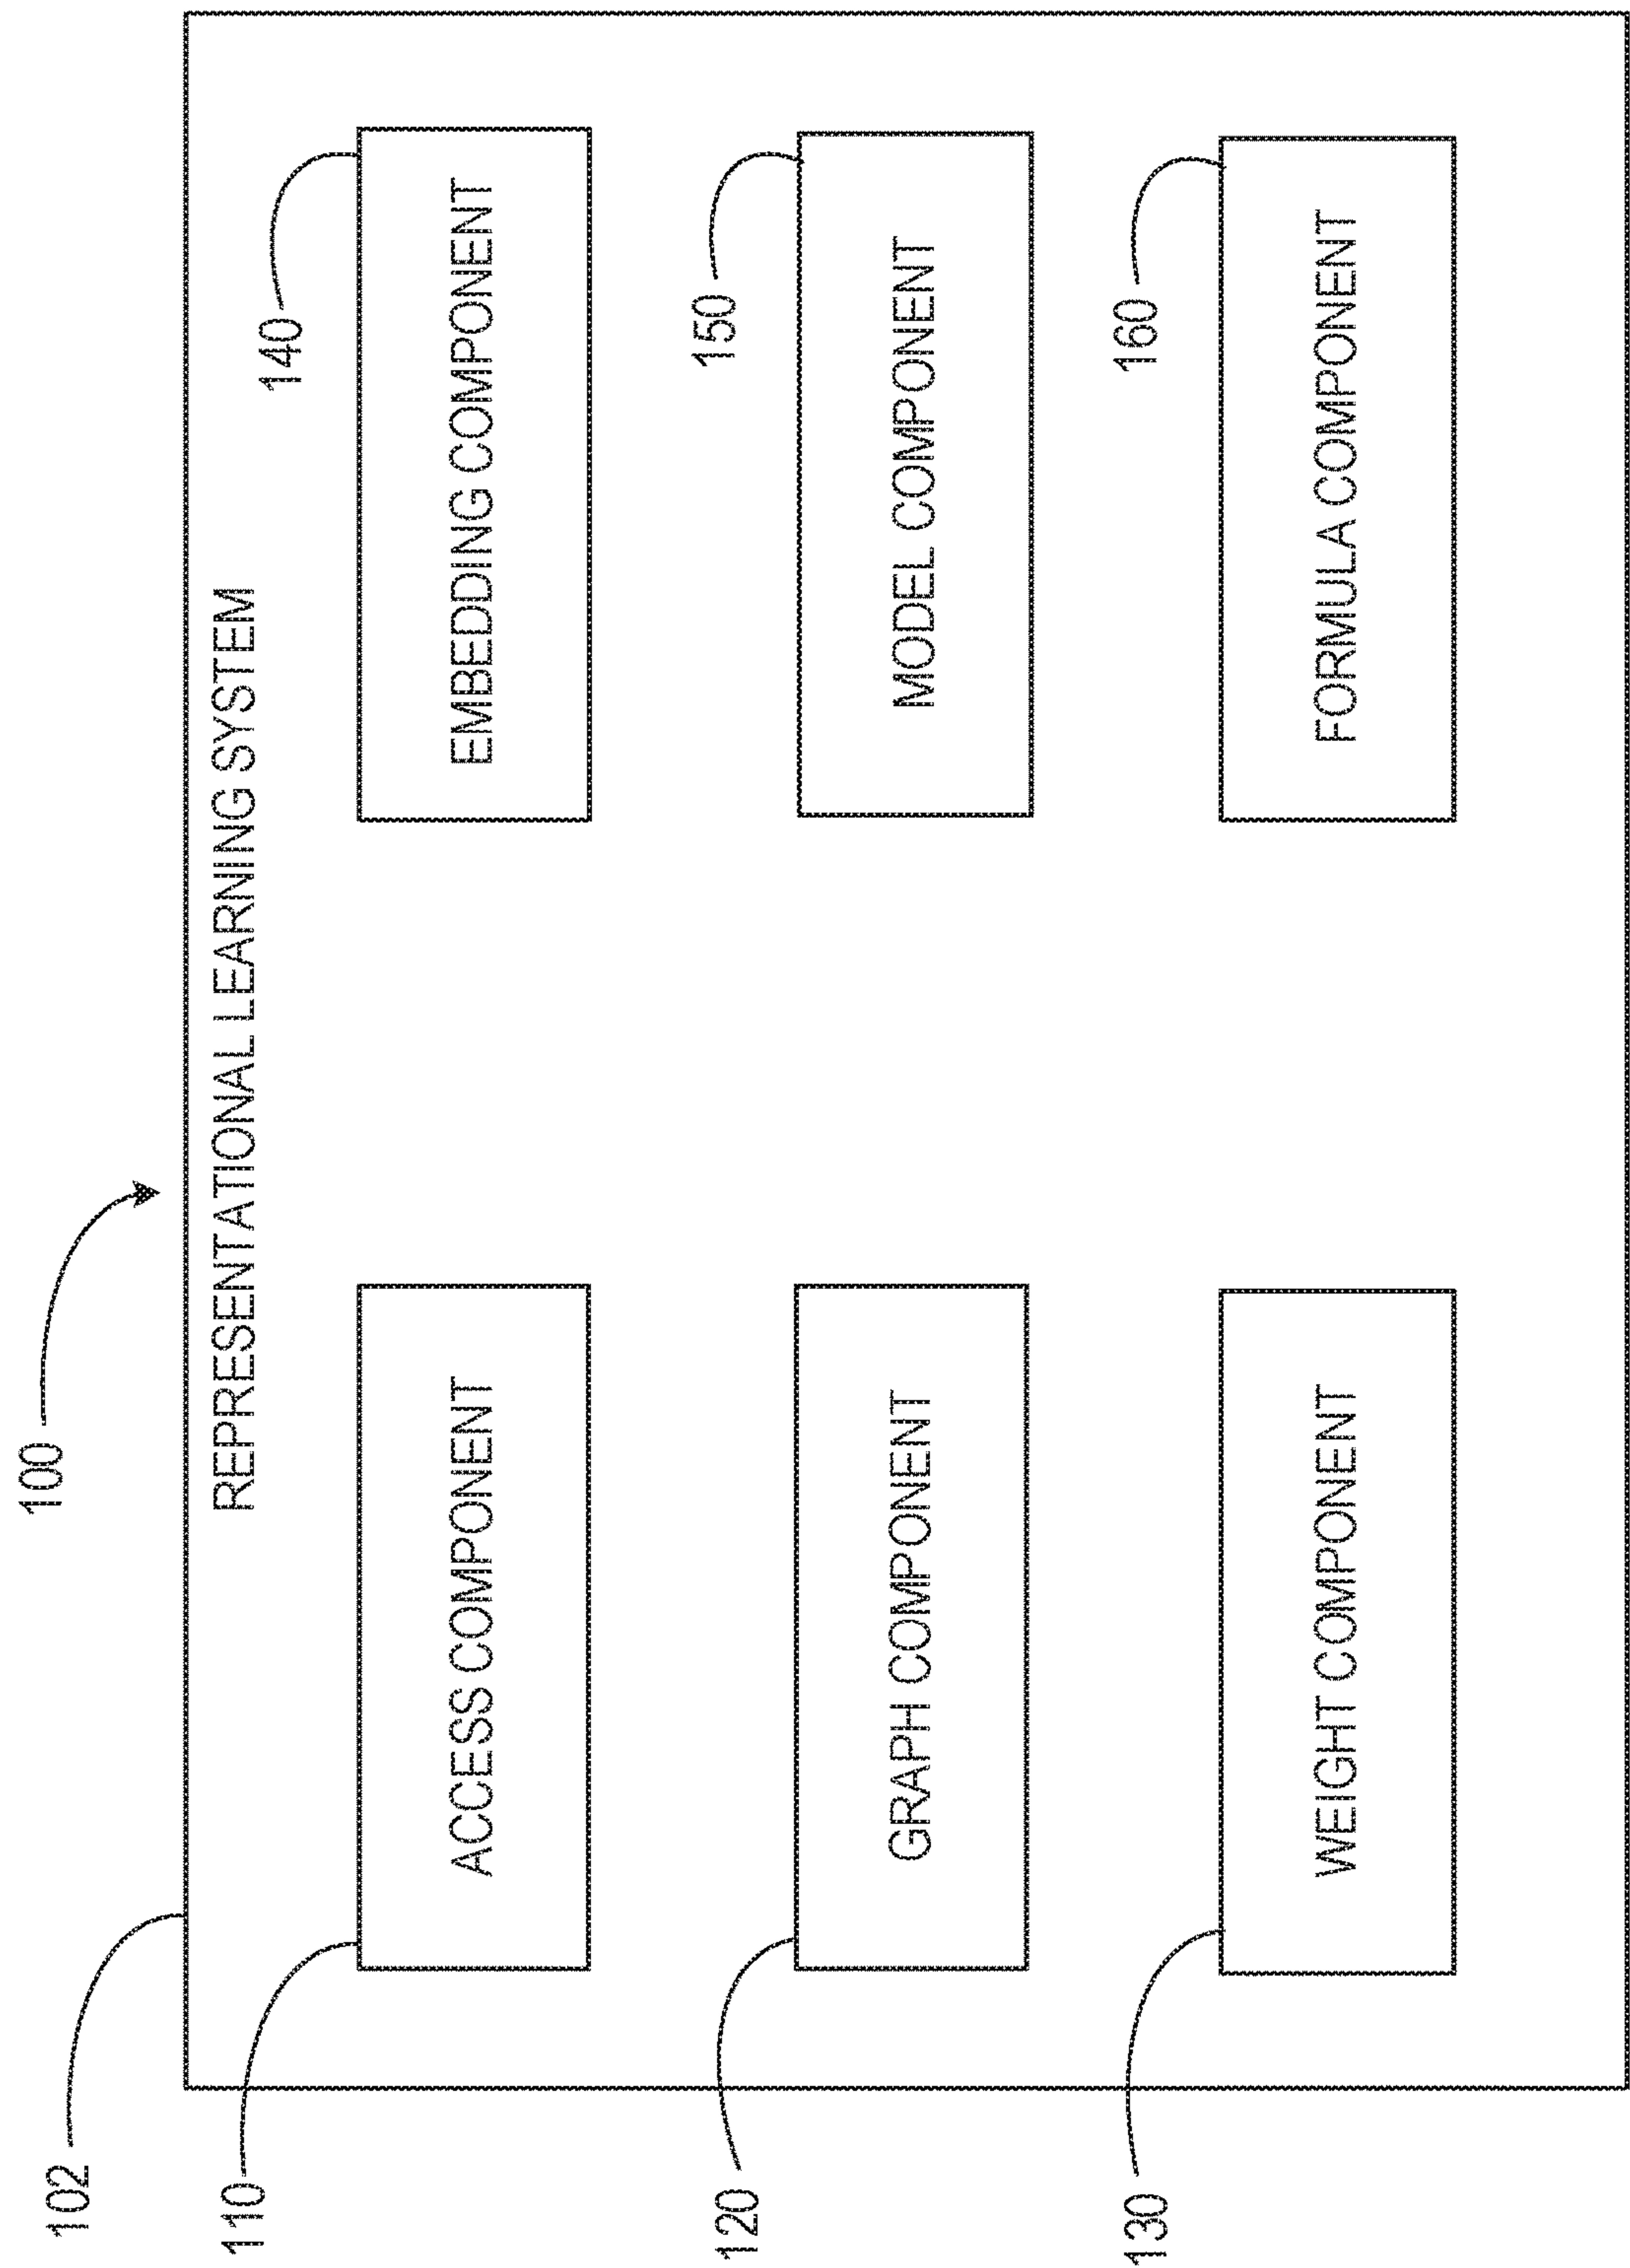 100
102
REPRESENTATIONAL LEARNING SYSTEM
110
ACCESS COMPONENT
140
EMBEDDING COMPONENT
120
GRAPH COMPONENT
150
MODEL COMPONENT
130
WEIGHT COMPONENT
160
FORMULA COMPONENT